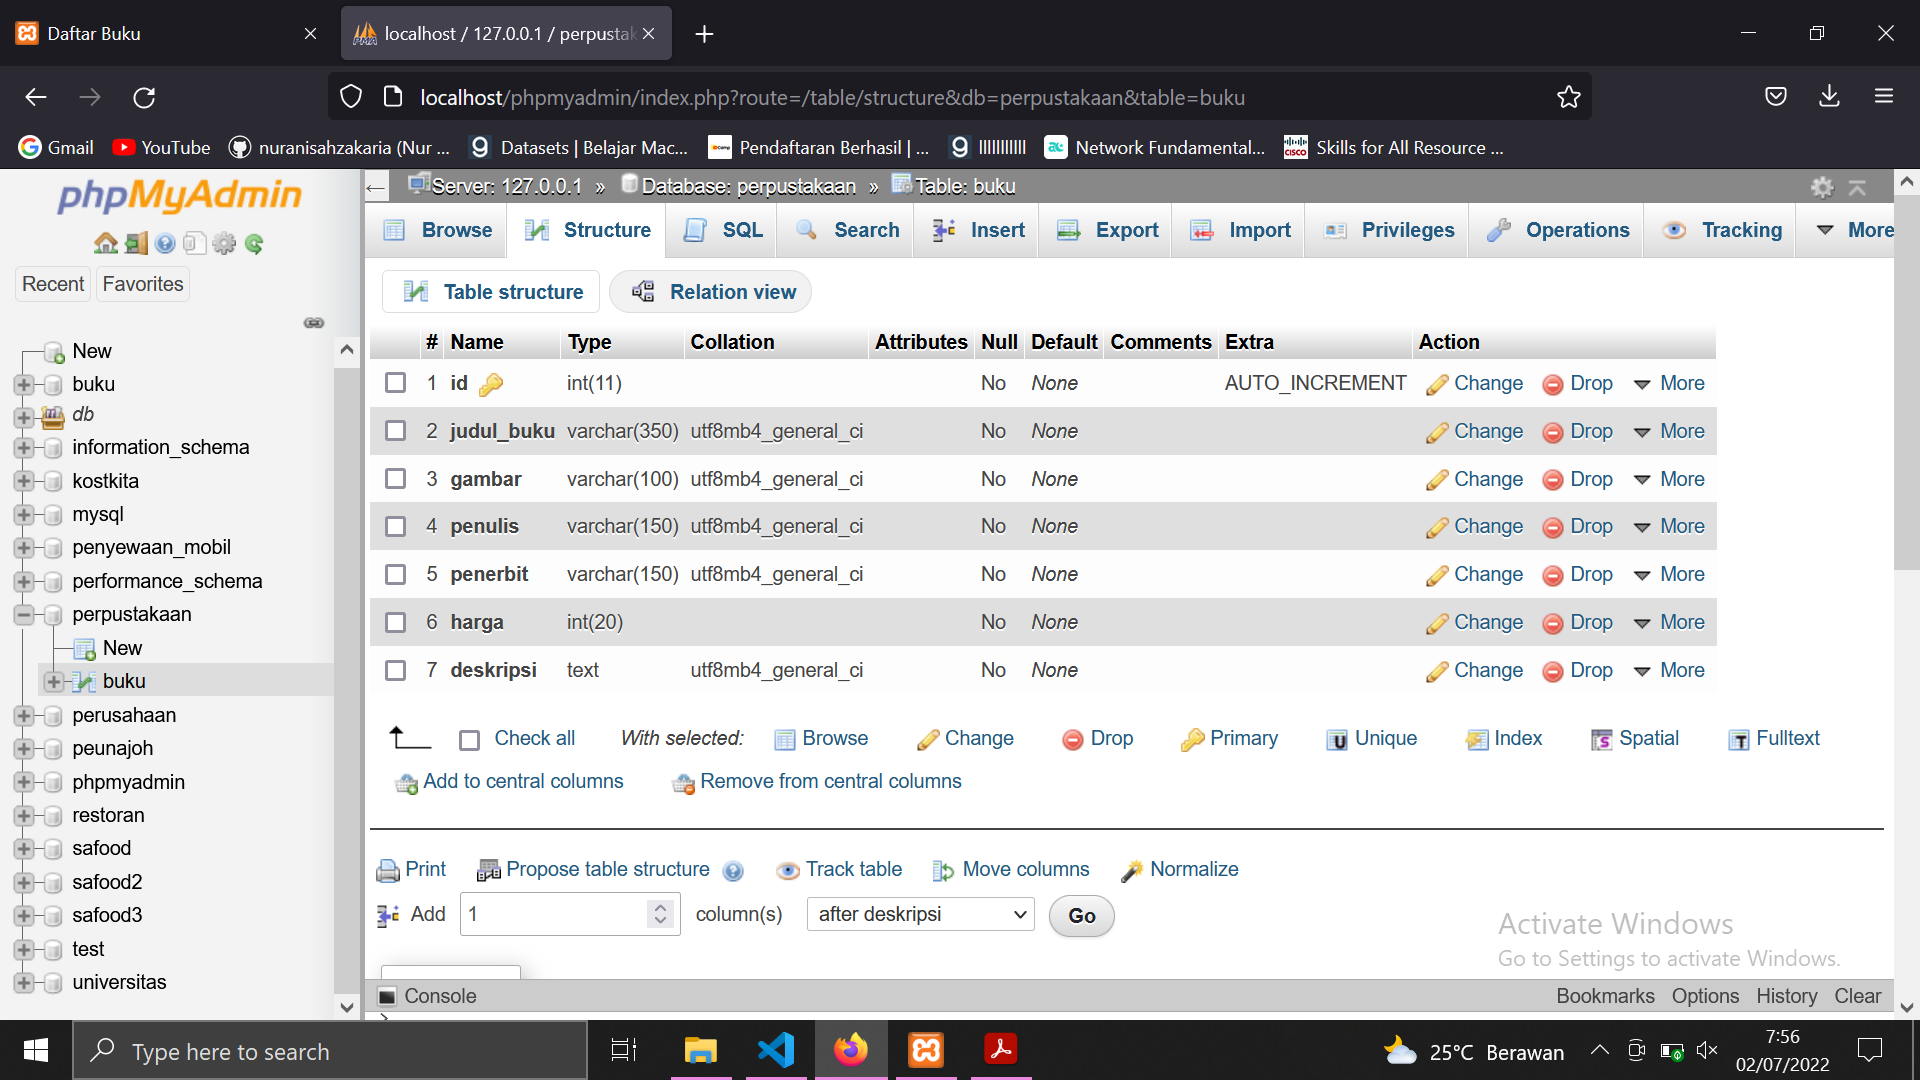 Daftar Buku
localhost / 127.0.0.1 / perpustak
localhost/phpmyadmin/index.php?route=/table/structure&db=perpustakaan&table=buku
Gmail YouTube nuranisahzakaria (Nur ... Datasets | Belajar Mac... Pendaftaran Berhasil | ... llllllllll Network Fundamental... Skills for All Resource ...
phpMyAdmin
Recent Favorites
New
buku
db
information_schema
kostkita
mysql
penyewaan_mobil
performance_schema
perpustakaan
New
buku
perusahaan
peunajoh
phpmyadmin
restoran
safood
safood2
safood3
test
universitas
Server: 127.0.0.1 » Database: perpustakaan » Table: buku
Browse Structure SQL Search Insert Export Import Privileges Operations Tracking More
Table structure Relation view
# Name Type Collation Attributes Null Default Comments Extra Action
1 id int(11) No None AUTO_INCREMENT Change Drop More
2 judul_buku varchar(350) utf8mb4_general_ci No None Change Drop More
3 gambar varchar(100) utf8mb4_general_ci No None Change Drop More
4 penulis varchar(150) utf8mb4_general_ci No None Change Drop More
5 penerbit varchar(150) utf8mb4_general_ci No None Change Drop More
6 harga int(20) No None Change Drop More
7 deskripsi text utf8mb4_general_ci No None Change Drop More
Check all With selected: Browse Change Drop Primary Unique Index Spatial Fulltext
Add to central columns Remove from central columns
Print Propose table structure Track table Move columns Normalize
Add 1 column(s) after deskripsi Go
Activate Windows
Go to Settings to activate Windows.
Console Bookmarks Options History Clear
>
Type here to search
25°C Berawan
7:56
02/07/2022